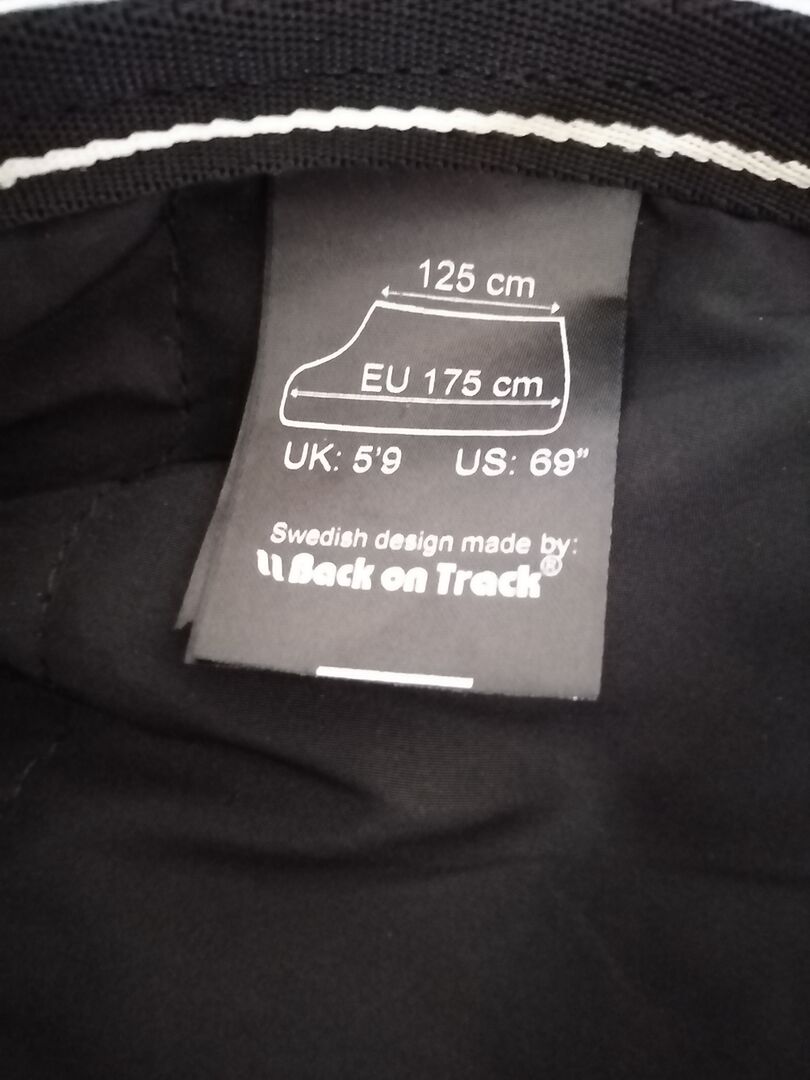 125 cm
EU 175 cm
UK: 5'9 US: 69"
Swedish design made by:
Back on Track®